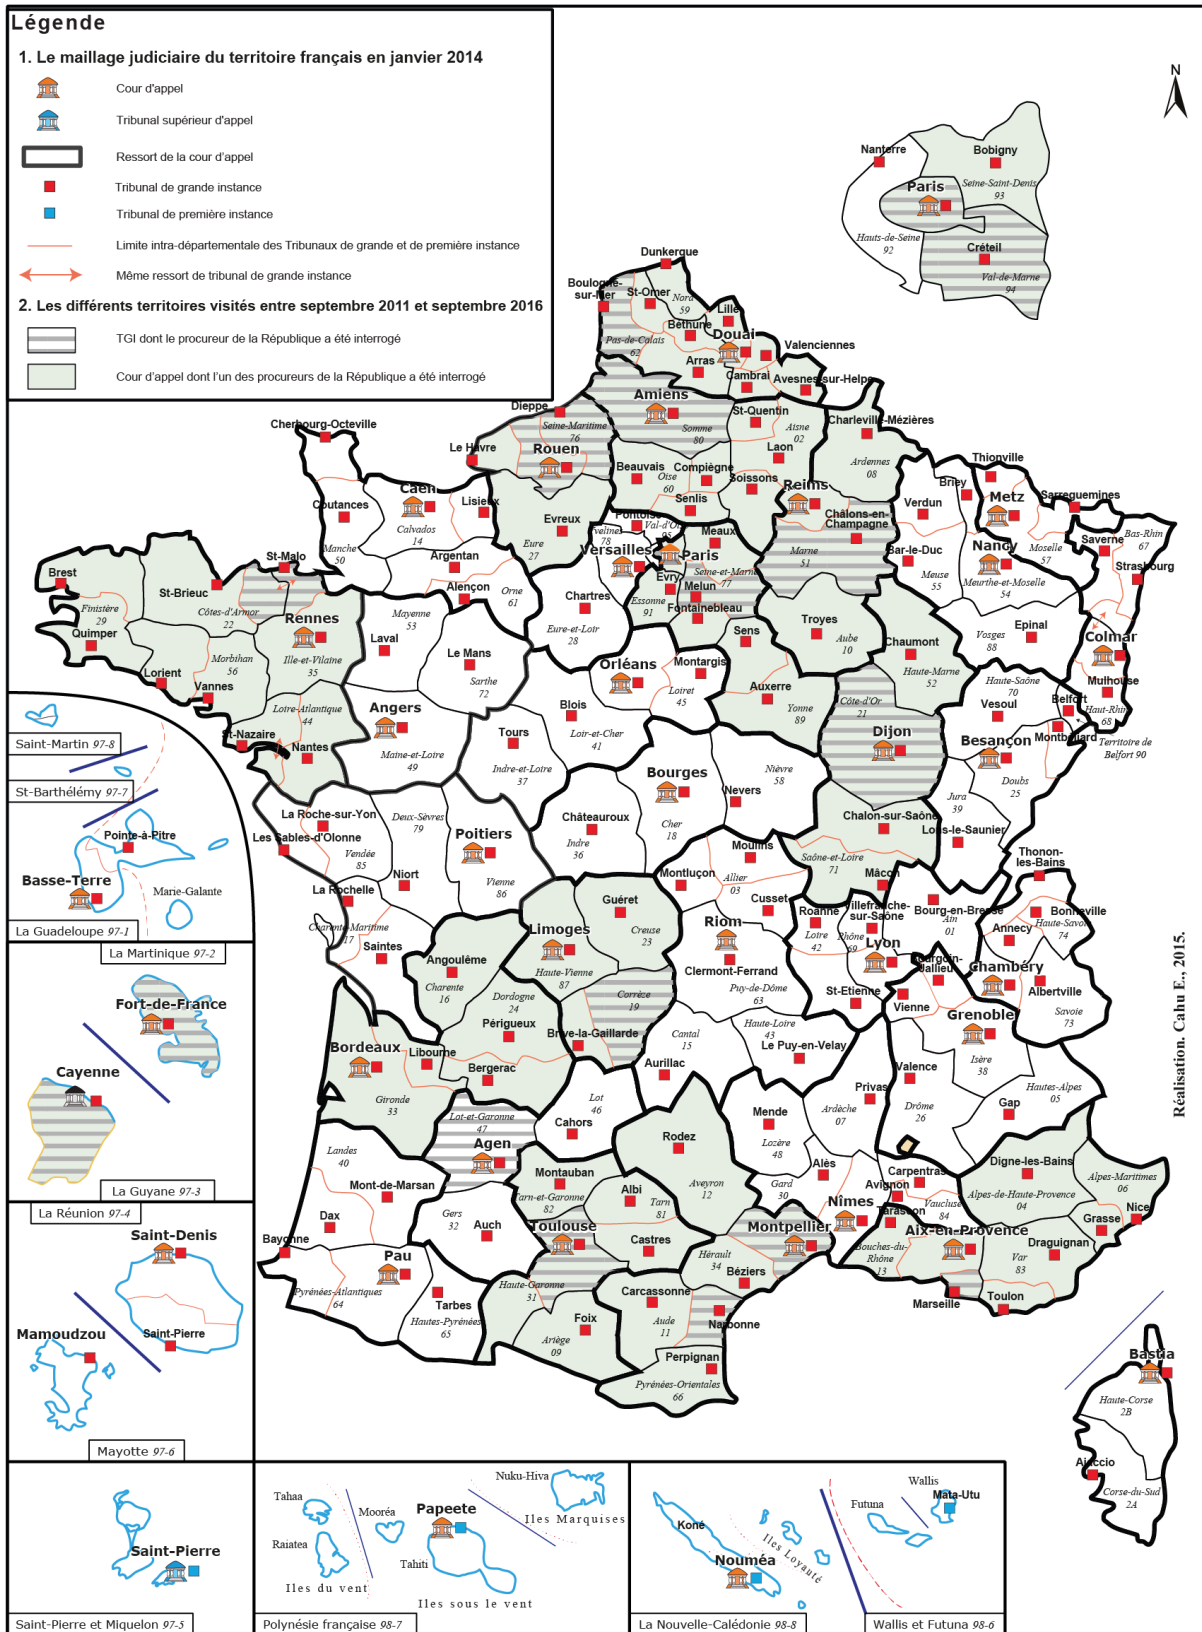 Légende
1. Le maillage judiciaire du territoire français en janvier 2014
Cour d'appel
Tribunal supérieur d'appel
Ressort de la cour d'appel
Tribunal de grande instance
Tribunal de première instance
Limite intra-départementale des Tribunaux de grande et de première instance
Même ressort de tribunal de grande instance
2. Les différents territoires visités entre septembre 2011 et septembre 2016
TGI dont le procureur de la République a été interrogé
Cour d'appel dont l'un des procureurs de la République a été interrogé
N
Nanterre
Bobigny
Seine-Saint-Denis
93
Paris
Hauts-de-Seine
92
Créteil
Val-de-Marne
94
Dunkerque
Boulogne-
sur-Mer
St-Omer
Nord
59
Lille
Béthune
Douai
Pas-de-Calais
62
Valenciennes
Arras
Cambrai
Avesnes-sur-Helpe
Amiens
Somme
80
St-Quentin
Aisne
02
Charleville-Mézières
Dieppe
Seine-Maritime
76
Cherbourg-Octeville
Le Havre
Rouen
Beauvais
Oise
60
Compiègne
Laon
Soissons
Senlis
Ardennes
08
Reims
Thionville
Briey
Verdun
Metz
Sarreguemines
Coutances
Caen
Lisieux
Calvados
14
Manche
50
Evreux
Eure
27
Pontoise
Val-d'Oise
95
Yvelines
78
Versailles
Paris
Meaux
Châlons-en-
Champagne
Marne
51
Bar-le-Duc
Meuse
55
Nancy
Meurthe-et-Moselle
54
Moselle
57
Saverne
Bas-Rhin
67
Strasbourg
Argentan
Orne
61
Alençon
Chartres
Eure-et-Loir
28
Evry
Essonne
91
Seine-et-Marne
77
Melun
Fontainebleau
St-Malo
Brest
Finistère
29
St-Brieuc
Côtes-d'Armor
22
Quimper
Rennes
Ille-et-Vilaine
35
Morbihan
56
Lorient
Vannes
Mayenne
53
Laval
Le Mans
Sarthe
72
Troyes
Aube
10
Chaumont
Haute-Marne
52
Epinal
Vosges
88
Colmar
Mulhouse
Haut-Rhin
68
Sens
Auxerre
Yonne
89
Orléans
Montargis
Loiret
45
Blois
Loir-et-Cher
41
Angers
Maine-et-Loire
49
Tours
Indre-et-Loire
37
Loire-Atlantique
44
St-Nazaire
Nantes
Côte-d'Or
21
Dijon
Haute-Saône
70
Vesoul
Belfort
Montbéliard
Territoire de
Belfort 90
Besançon
Doubs
25
Jura
39
Lons-le-Saunier
Bourges
Cher
18
Nevers
Nièvre
58
Châteauroux
Indre
36
La Roche-sur-Yon
Les Sables-d'Olonne
Vendée
85
Deux-Sèvres
79
Poitiers
Niort
Vienne
86
La Rochelle
Charente-Maritime
17
Saintes
Chalon-sur-Saône
Saône-et-Loire
71
Mâcon
Moulins
Montluçon
Allier
03
Cusset
Riom
Clermont-Ferrand
Puy-de-Dôme
63
Roanne
Loire
42
Villefranche-
sur-Saône
Rhône
69
Lyon
Bourg-en-Bresse
Ain
01
Thonon-
les-Bains
Bonneville
Annecy
Haute-Savoie
74
Bourgoin-
Jallieu
Chambéry
Albertville
Savoie
73
St-Etienne
Vienne
Grenoble
Isère
38
Guéret
Creuse
23
Limoges
Haute-Vienne
87
Corrèze
19
Brive-la-Gaillarde
Angoulême
Charente
16
Dordogne
24
Périgueux
Bergerac
Bordeaux
Libourne
Gironde
33
Cantal
15
Aurillac
Haute-Loire
43
Le Puy-en-Velay
Valence
Drôme
26
Privas
Ardèche
07
Hautes-Alpes
05
Gap
Lot-et-Garonne
47
Agen
Lot
46
Cahors
Rodez
Aveyron
12
Mende
Lozère
48
Landes
40
Mont-de-Marsan
Dax
Bayonne
Gers
32
Auch
Montauban
Tarn-et-Garonne
82
Albi
Tarn
81
Castres
Toulouse
Haute-Garonne
31
Alès
Gard
30
Nîmes
Carpentras
Avignon
Vaucluse
84
Tarascon
Digne-les-Bains
Alpes-de-Haute-Provence
04
Alpes-Maritimes
06
Nice
Grasse
Draguignan
Var
83
Toulon
Aix-en-Provence
Bouches-du-
Rhône
13
Marseille
Montpellier
Hérault
34
Béziers
Pau
Pyrénées-Atlantiques
64
Tarbes
Hautes-Pyrénées
65
Foix
Ariège
09
Carcassonne
Aude
11
Narbonne
Perpignan
Pyrénées-Orientales
66
Bastia
Haute-Corse
2B
Ajaccio
Corse-du-Sud
2A
Réalisation. Cahu E., 2015.
Saint-Martin 97-8
St-Barthélémy 97-7
Pointe-à-Pitre
Basse-Terre
Marie-Galante
La Guadeloupe 97-1
La Martinique 97-2
Fort-de-France
Cayenne
La Guyane 97-3
La Réunion 97-4
Saint-Denis
Saint-Pierre
Mamoudzou
Mayotte 97-6
Saint-Pierre
Saint-Pierre et Miquelon 97-5
Nuku-Hiva
Iles Marquises
Tahaa
Mooréa
Papeete
Raiatea
Tahiti
Iles du vent
Iles sous le vent
Polynésie française 98-7
Koné
Iles Loyauté
Nouméa
La Nouvelle-Calédonie 98-8
Wallis
Mata-Utu
Futuna
Wallis et Futuna 98-6